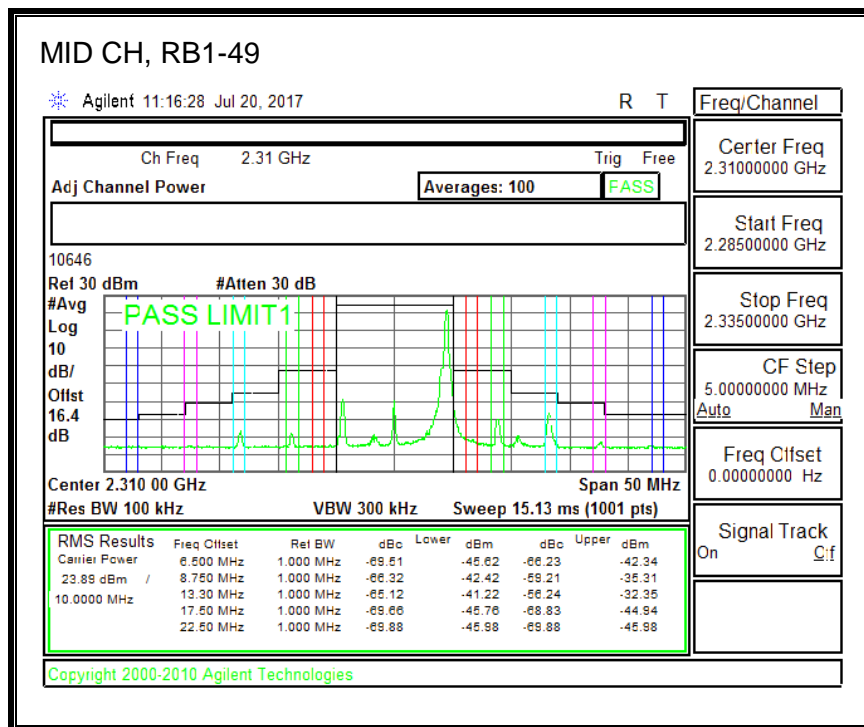 MID CH, RB1-49
Agilent 11:16:28 Jul 20, 2017 R T
Ch Freq 2.31 GHz Trig Free
Adj Channel Power Averages: 100 PASS
10646
Ref 30 dBm #Atten 30 dB
#Avg
Log
10
dB/
Offst
16.4
dB
PASS LIMIT1
Center 2.310 00 GHz Span 50 MHz
#Res BW 100 kHz VBW 300 kHz Sweep 15.13 ms (1001 pts)
RMS Results Freq Offset Ref BW dBc Lower dBm dBc Upper dBm
Carrier Power 6.500 MHz 1.000 MHz -69.51 -45.62 -66.23 -42.34
23.89 dBm / 8.750 MHz 1.000 MHz -66.32 -42.42 -59.21 -35.31
10.0000 MHz 13.30 MHz 1.000 MHz -65.12 -41.22 -56.24 -32.35
17.50 MHz 1.000 MHz -69.66 -45.76 -68.83 -44.94
22.50 MHz 1.000 MHz -69.88 -45.98 -69.88 -45.98
Copyright 2000-2010 Agilent Technologies
Freq/Channel
Center Freq
2.31000000 GHz
Start Freq
2.28500000 GHz
Stop Freq
2.33500000 GHz
CF Step
5.00000000 MHz
Auto Man
Freq Offset
0.00000000 Hz
Signal Track
On Off